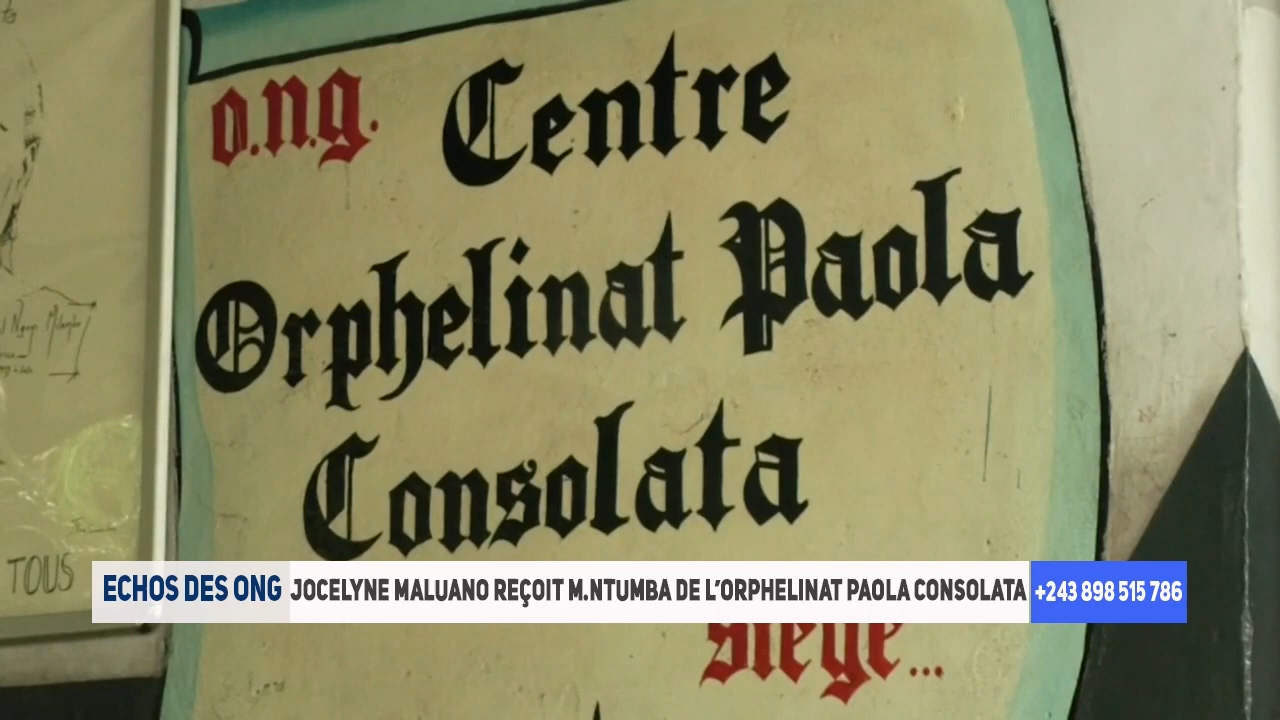 o.n.g. Centre
Orphelinat Paola
Consolata
siège...
TOUS
ECHOS DES ONG
JOCELYNE MALUANO REÇOIT M.NTUMBA DE L'ORPHELINAT PAOLA CONSOLATA
+243 898 515 786